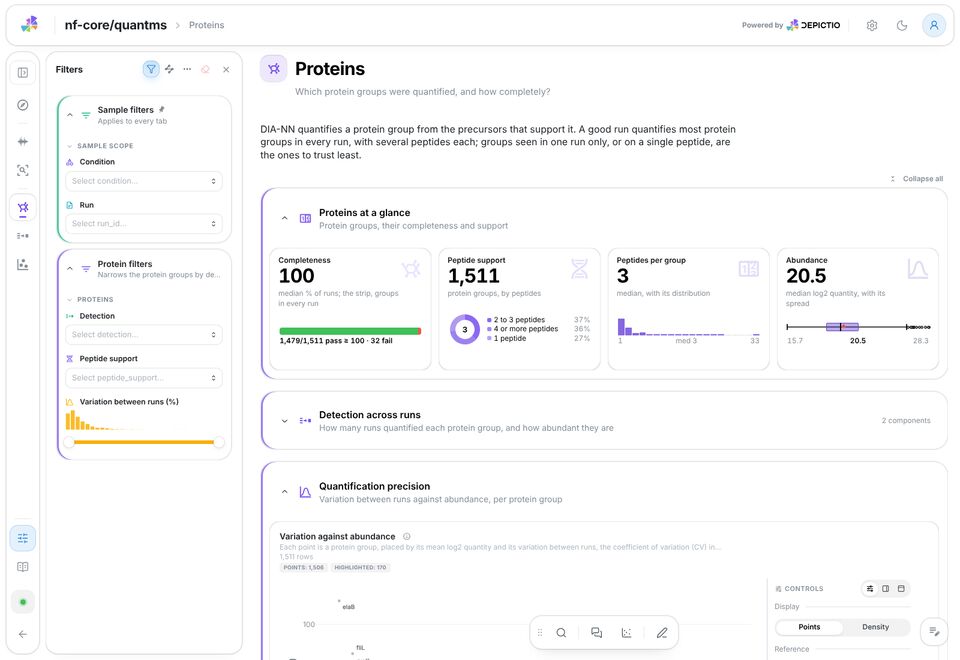 nf-core/quantms
Proteins
Powered by DEPICTIO
Filters
Sample filters
Applies to every tab
SAMPLE SCOPE
Condition
Select condition...
Run
Select run_id...
Protein filters
Narrows the protein groups by de...
PROTEINS
Detection
Select detection...
Peptide support
Select peptide_support...
Variation between runs (%)
Proteins
Which protein groups were quantified, and how completely?
DIA-NN quantifies a protein group from the precursors that support it. A good run quantifies most protein
groups in every run, with several peptides each; groups seen in one run only, or on a single peptide, are
the ones to trust least.
Collapse all
Proteins at a glance
Protein groups, their completeness and support
Completeness
100
median % of runs; the strip, groups
in every run
1,479/1,511 pass ≥ 100 · 32 fail
Peptide support
1,511
protein groups, by peptides
3
2 to 3 peptides 37%
4 or more peptides 36%
1 peptide 27%
Peptides per group
3
median, with its distribution
1 med 3 33
Abundance
20.5
median log2 quantity, with its
spread
15.7 20.5 28.3
Detection across runs
How many runs quantified each protein group, and how abundant they are
2 components
Quantification precision
Variation between runs against abundance, per protein group
Variation against abundance
Each point is a protein group, placed by its mean log2 quantity and its variation between runs, the coefficient of variation (CV) in...
1,511 rows
POINTS: 1,506 HIGHLIGHTED: 170
elaB
100
fliL
CONTROLS
Display
Points Density
Reference